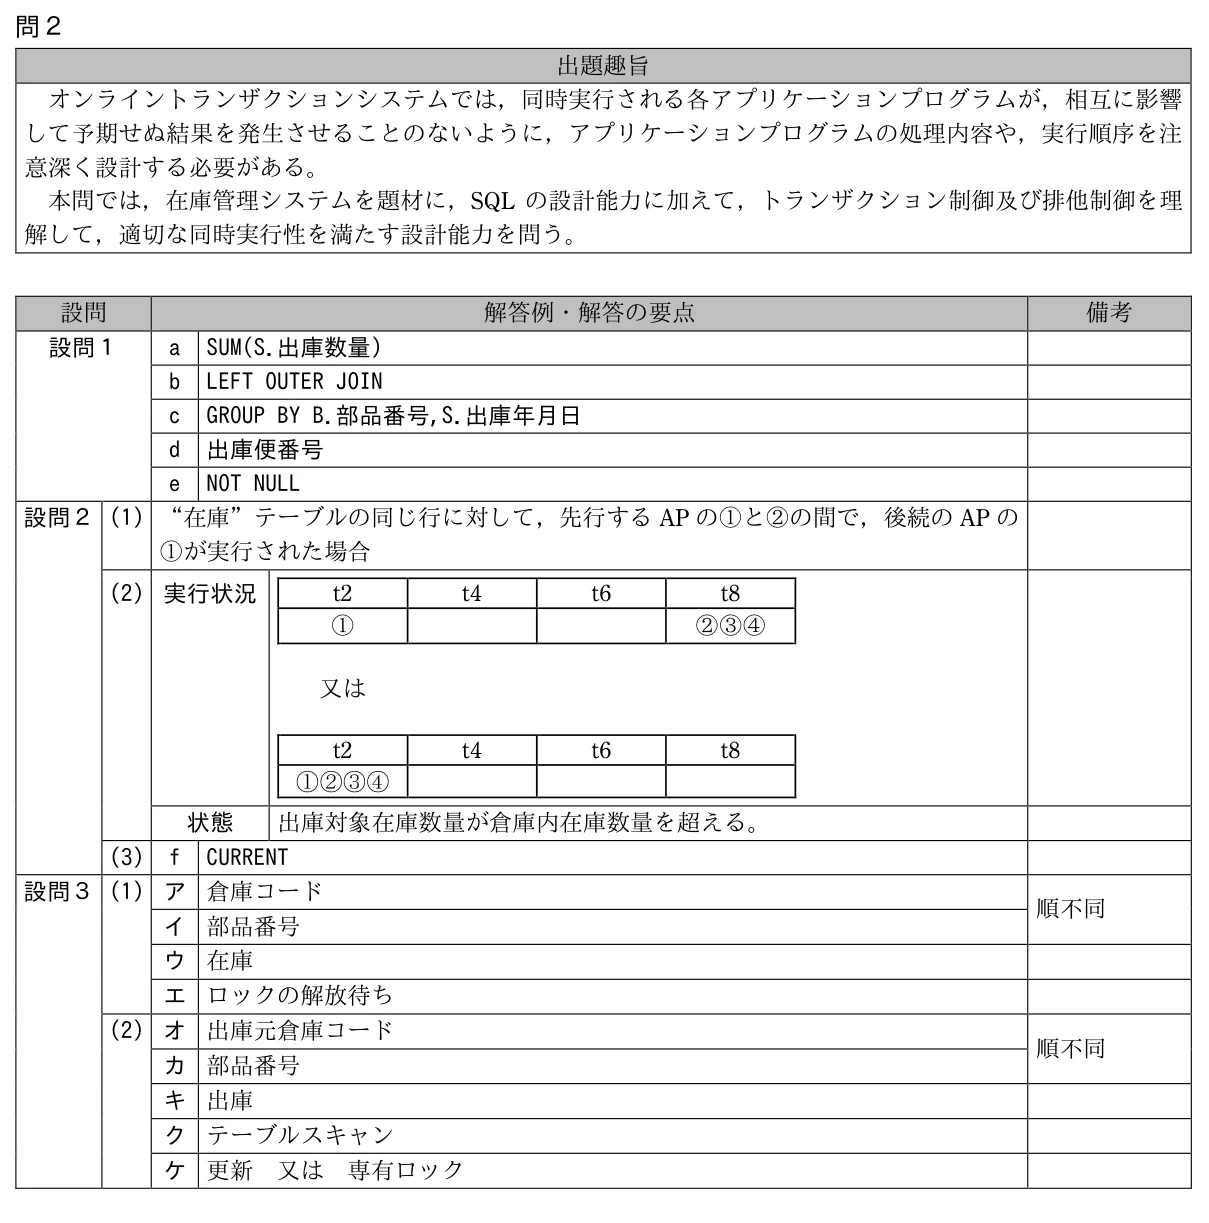 問２
出題趣旨
オンライントランザクションシステムでは，同時実行される各アプリケーションプログラムが，相互に影響
して予期せぬ結果を発生させることのないように，アプリケーションプログラムの処理内容や，実行順序を注
意深く設計する必要がある。
本問では，在庫管理システムを題材に，SQL の設計能力に加えて，トランザクション制御及び排他制御を理
解して，適切な同時実行性を満たす設計能力を問う。
設問 解答例・解答の要点 備考
設問１ a SUM(S.出庫数量)
b LEFT OUTER JOIN
c GROUP BY B.部品番号,S.出庫年月日
d 出庫便番号
e NOT NULL
設問２ (1) “在庫”テーブルの同じ行に対して，先行する AP の①と②の間で，後続の AP の
①が実行された場合
(2) 実行状況 t2 t4 t6 t8
① ②③④
又は
t2 t4 t6 t8
①②③④
状態 出庫対象在庫数量が倉庫内在庫数量を超える。
(3) f CURRENT
設問３ (1) ア 倉庫コード 順不同
イ 部品番号
ウ 在庫
エ ロックの解放待ち
(2) オ 出庫元倉庫コード 順不同
カ 部品番号
キ 出庫
ク テーブルスキャン
ケ 更新　又は　専有ロック